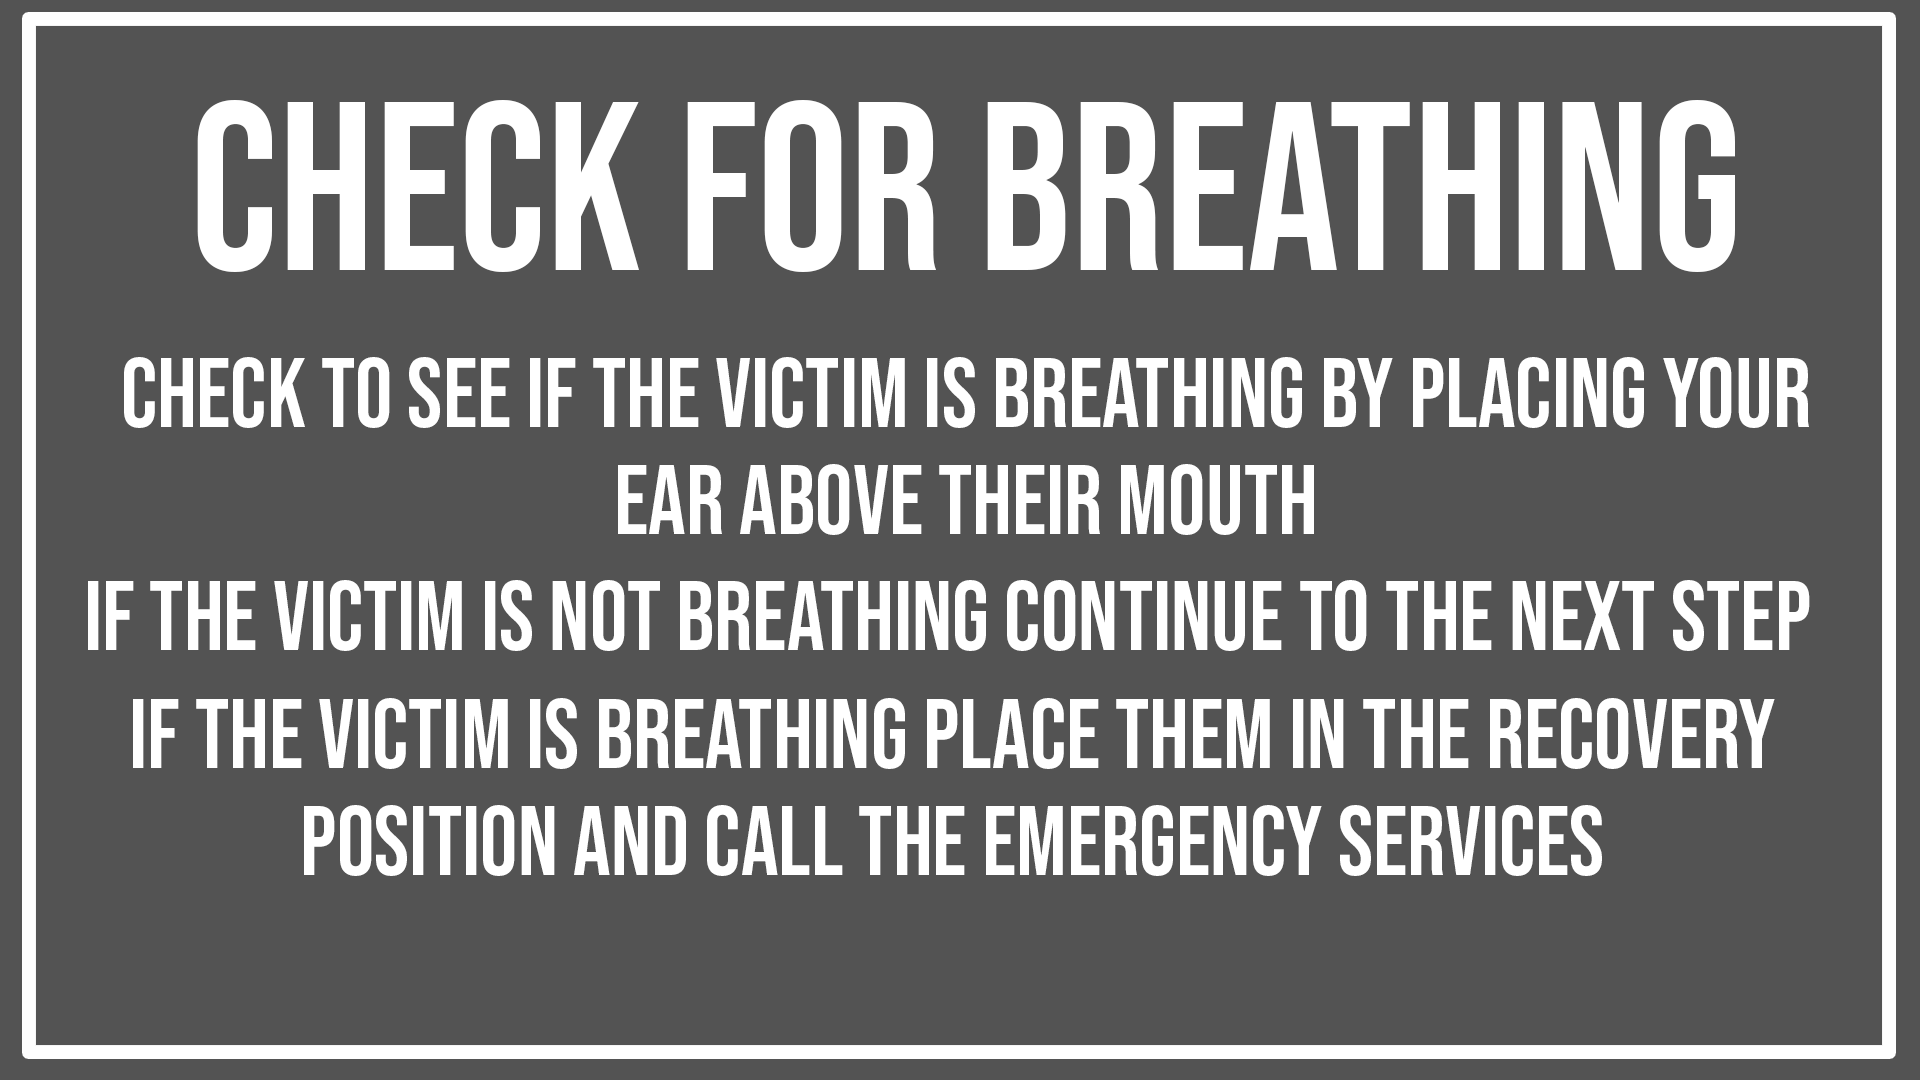 CHECK FOR BREATHING
CHECK TO SEE IF THE VICTIM IS BREATHING BY PLACING YOUR
EAR ABOVE THEIR MOUTH
IF THE VICTIM IS NOT BREATHING CONTINUE TO THE NEXT STEP
IF THE VICTIM IS BREATHING PLACE THEM IN THE RECOVERY
POSITION AND CALL THE EMERGENCY SERVICES